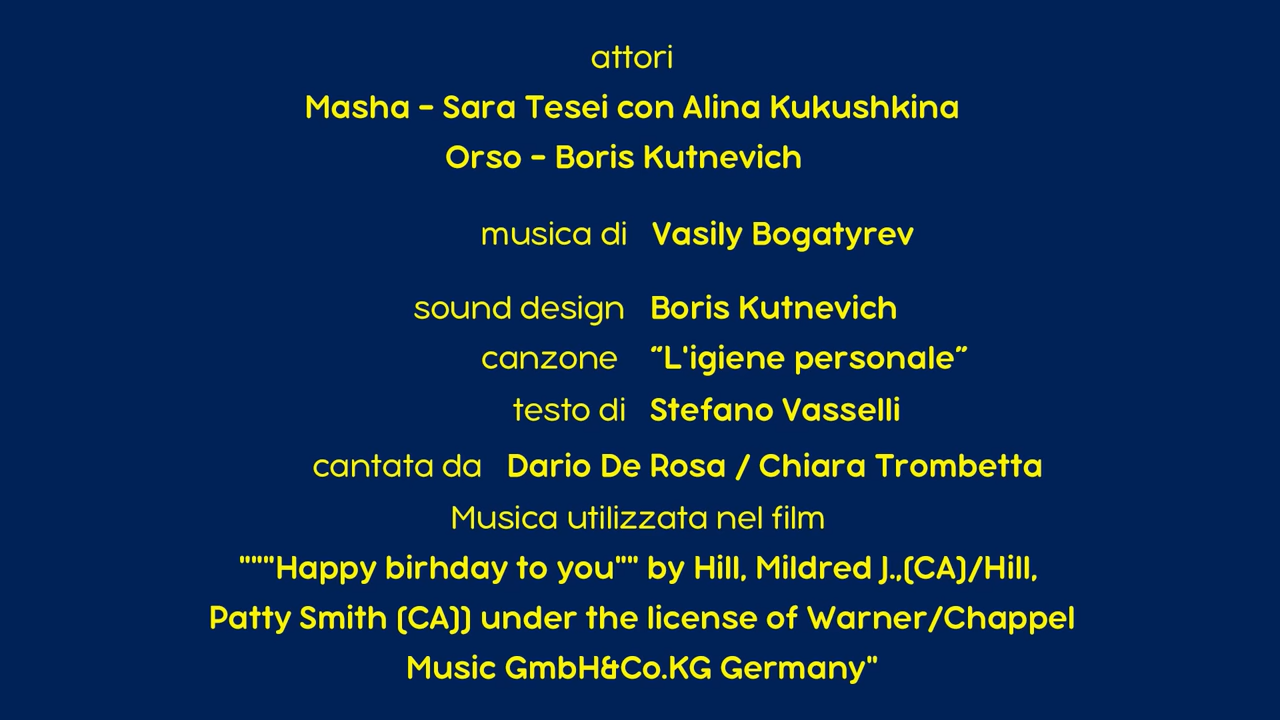 attori
Masha - Sara Tesei con Alina Kukushkina
Orso - Boris Kutnevich
musica di Vasily Bogatyrev
sound design Boris Kutnevich
canzone “L'igiene personale”
testo di Stefano Vasselli
cantata da Dario De Rosa / Chiara Trombetta
Musica utilizzata nel film
""""Happy birhday to you""" by Hill, Mildred J.,(CA)/Hill,
Patty Smith (CA)) under the license of Warner/Chappel
Music GmbH&Co.KG Germany"